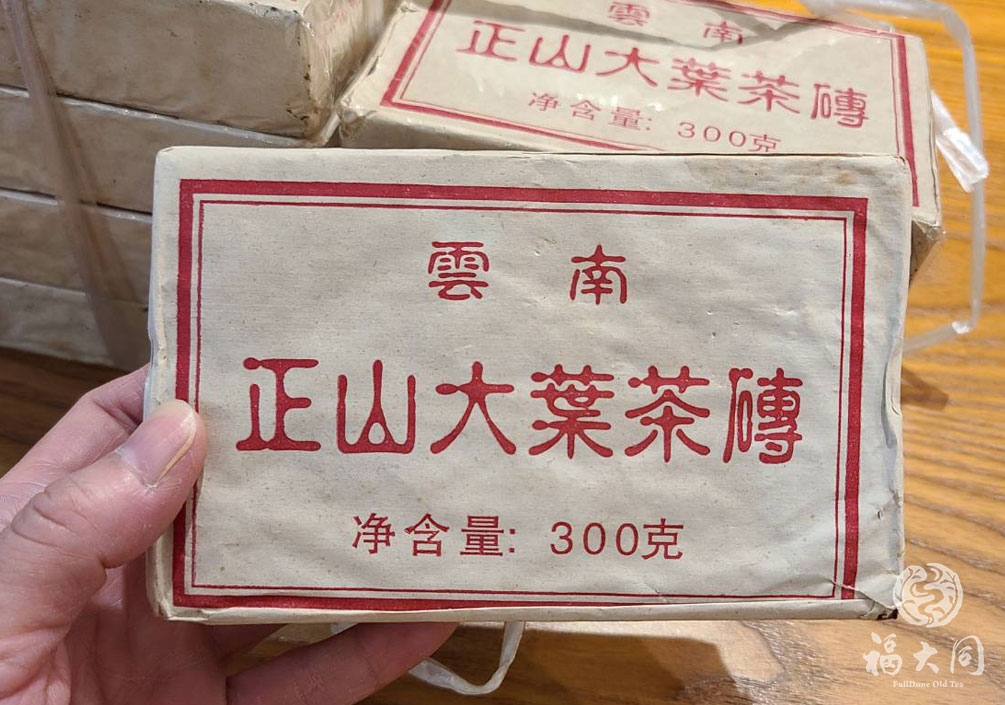 雲南
正山大葉茶磚
净含量: 300克
雲南
正山大葉茶磚
净含量: 300克
福大同
FullDone Old Tea